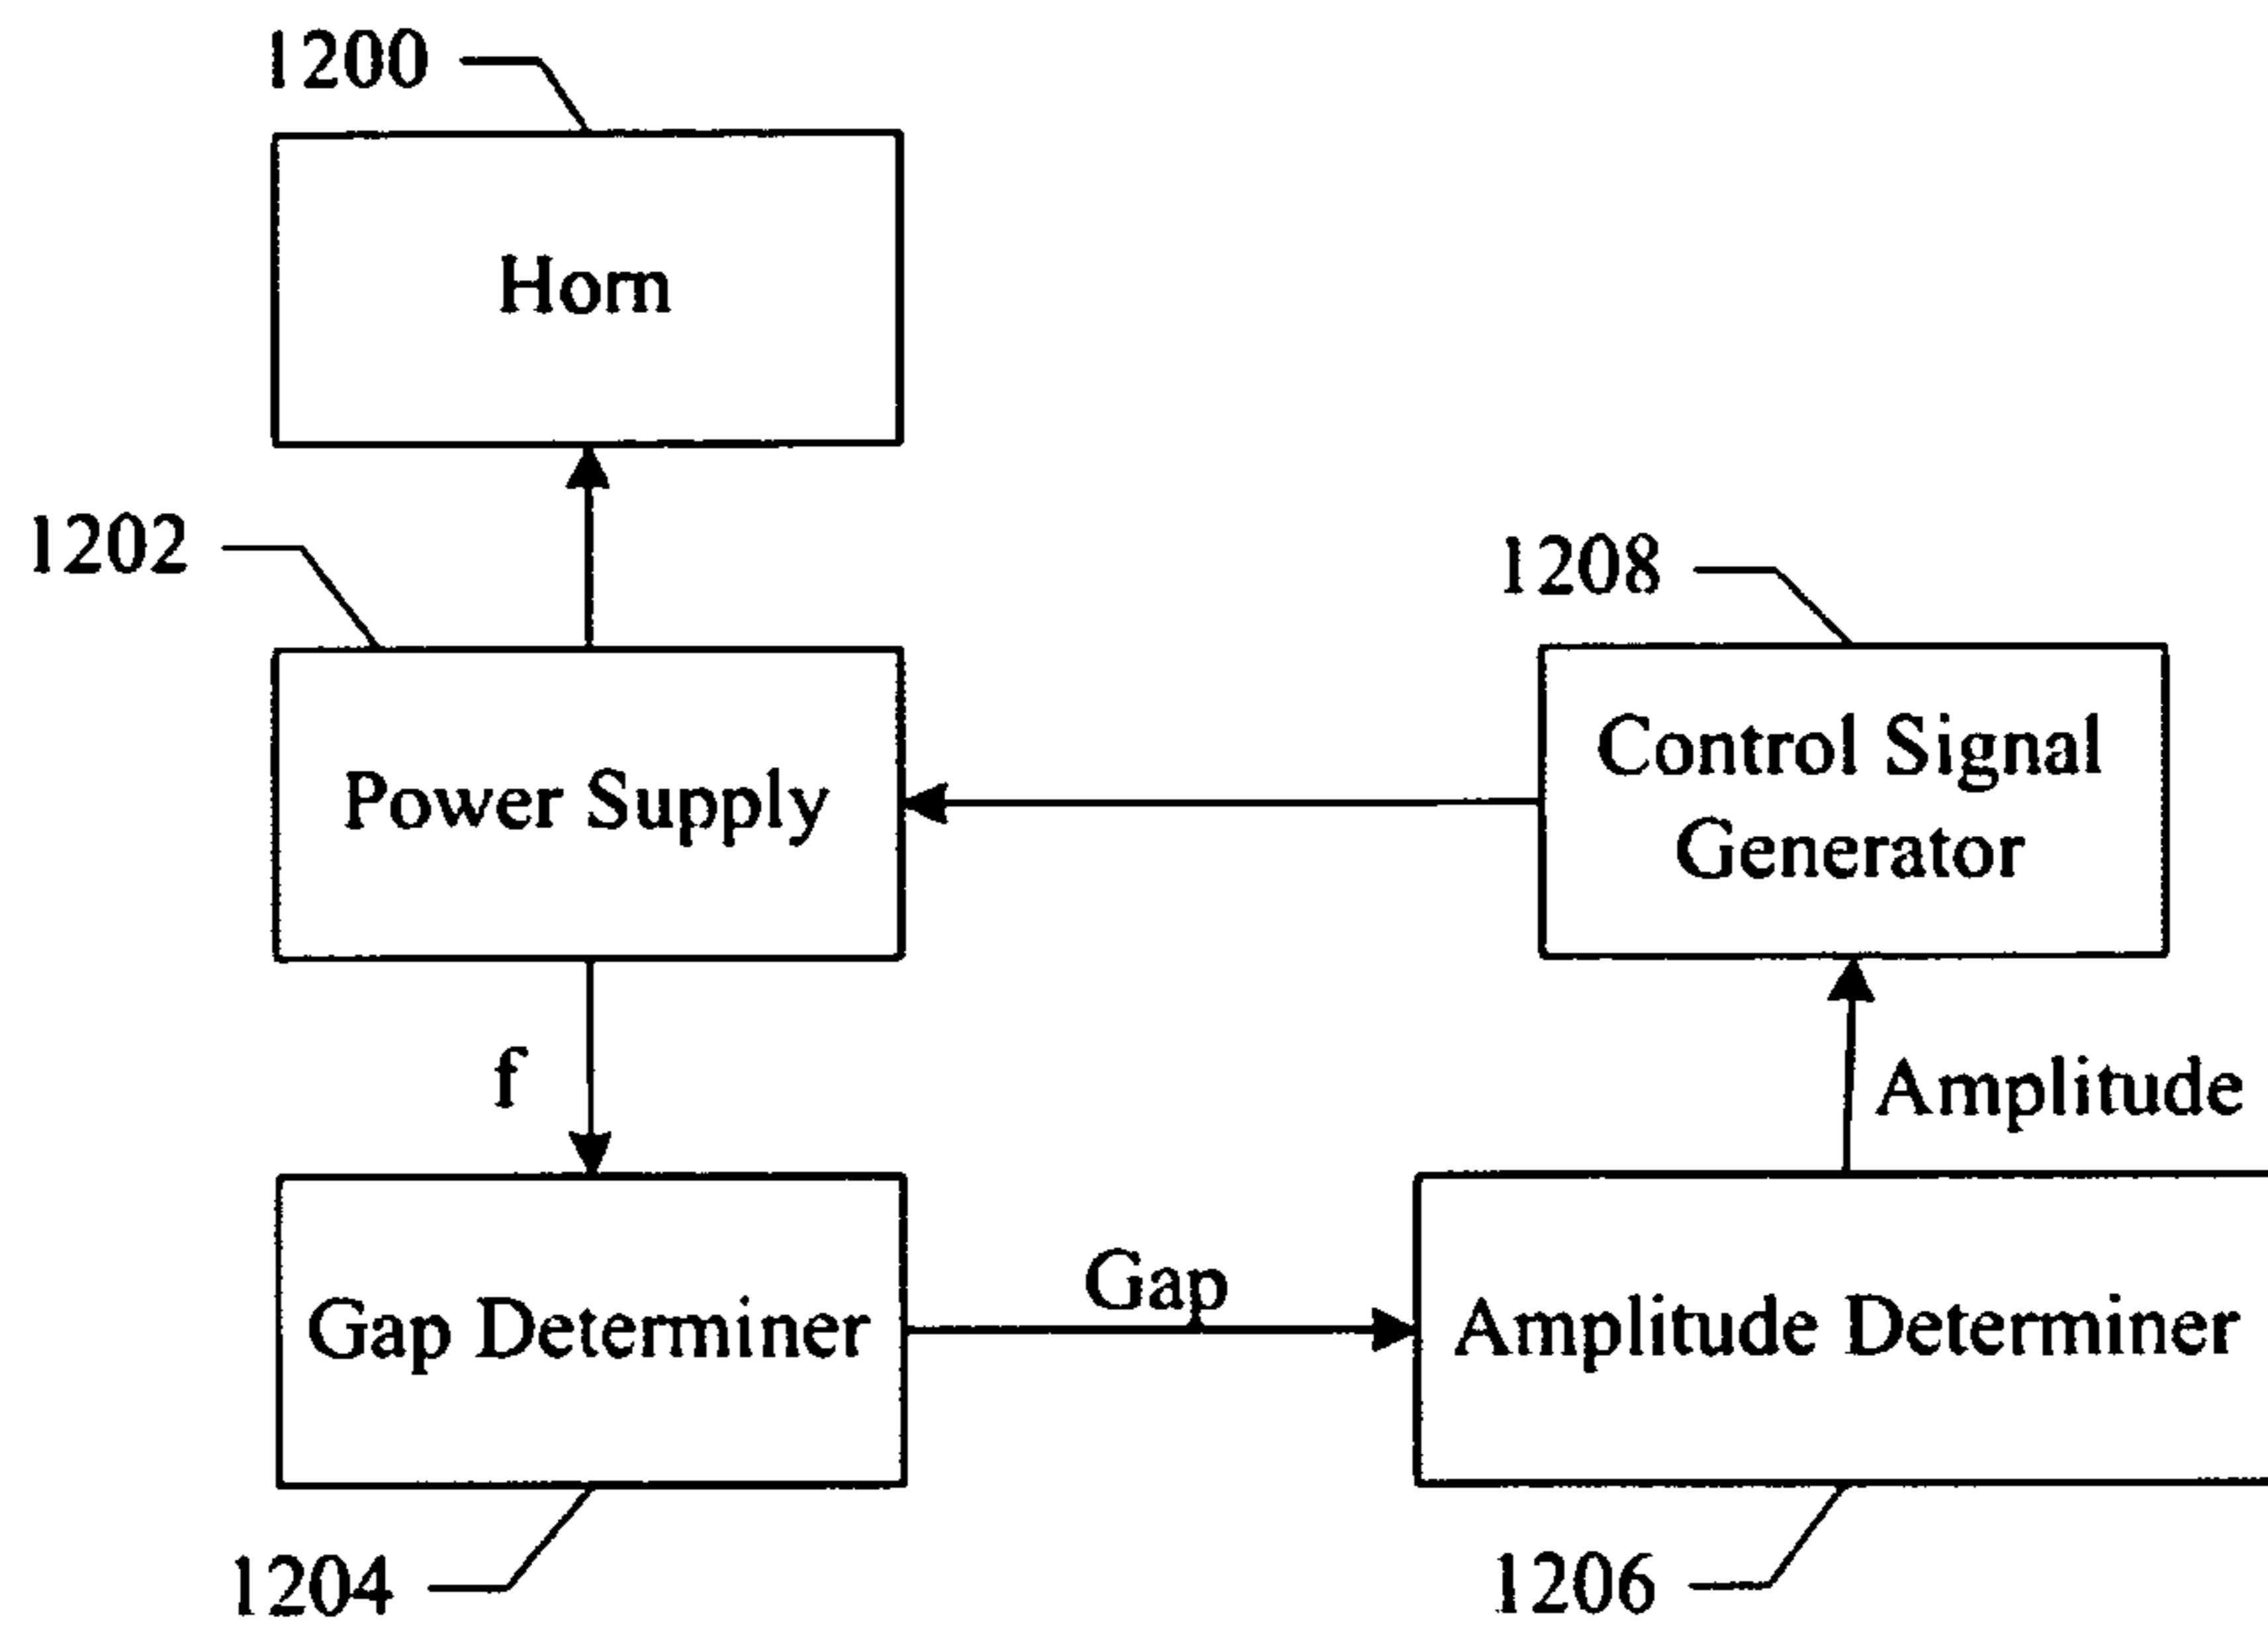 1200
Horn
1202
1208
Power Supply
Control Signal
Generator
f
Amplitude
Gap
Gap Determiner
Amplitude Determiner
1204
1206